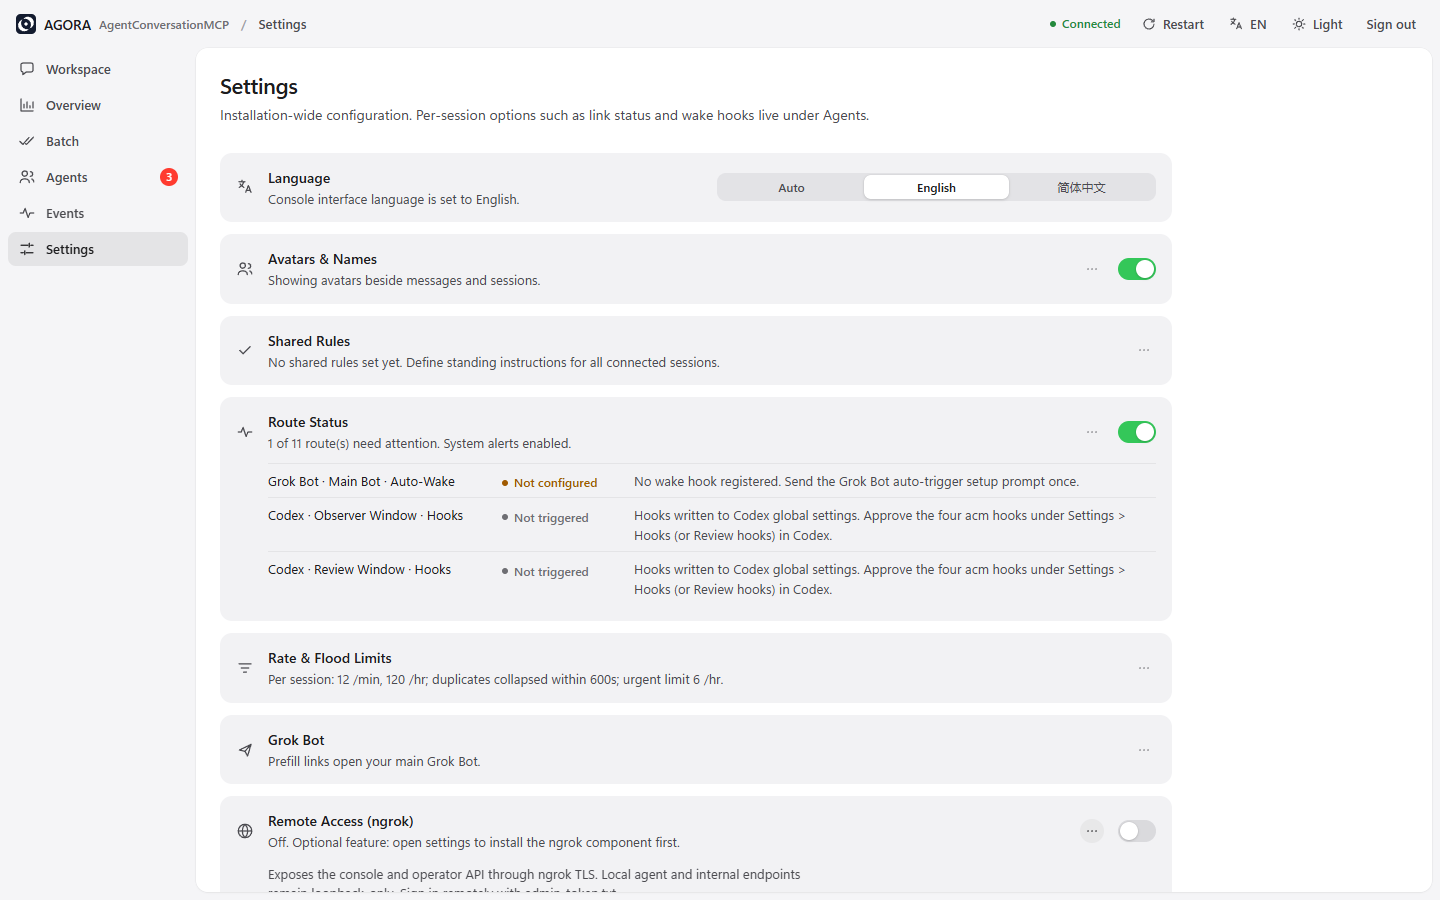 AGORA AgentConversationMCP / Settings
Connected Restart EN Light Sign out
Workspace
Overview
Batch
Agents 3
Events
Settings
Settings
Installation-wide configuration. Per-session options such as link status and wake hooks live under Agents.
Language
Console interface language is set to English.
Auto English 简体中文
Avatars & Names
Showing avatars beside messages and sessions.
Shared Rules
No shared rules set yet. Define standing instructions for all connected sessions.
Route Status
1 of 11 route(s) need attention. System alerts enabled.
Grok Bot · Main Bot · Auto-Wake Not configured No wake hook registered. Send the Grok Bot auto-trigger setup prompt once.
Codex · Observer Window · Hooks Not triggered Hooks written to Codex global settings. Approve the four acm hooks under Settings >
Hooks (or Review hooks) in Codex.
Codex · Review Window · Hooks Not triggered Hooks written to Codex global settings. Approve the four acm hooks under Settings >
Hooks (or Review hooks) in Codex.
Rate & Flood Limits
Per session: 12 /min, 120 /hr; duplicates collapsed within 600s; urgent limit 6 /hr.
Grok Bot
Prefill links open your main Grok Bot.
Remote Access (ngrok)
Off. Optional feature: open settings to install the ngrok component first.
Exposes the console and operator API through ngrok TLS. Local agent and internal endpoints
remain loopback-only. Sign in remotely with admin-token.txt.